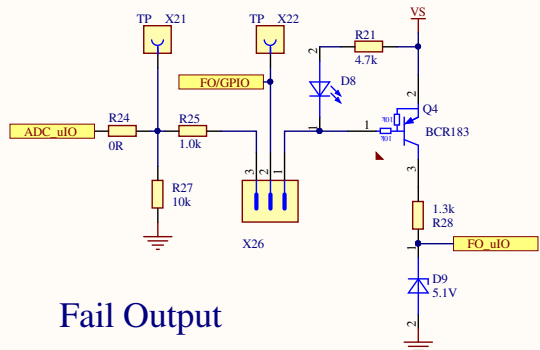 TP X21
TP X22
VS
R21
4.7k
2
D8
FO/GPIO
2
Q4
BCR183
R24
ADC_uIO
0R
R25
1.0k
1
1
3
2
1
3
R27
10k
1.3k
R28
X26
1
FO_uIO
D9
5.1V
2
Fail Output